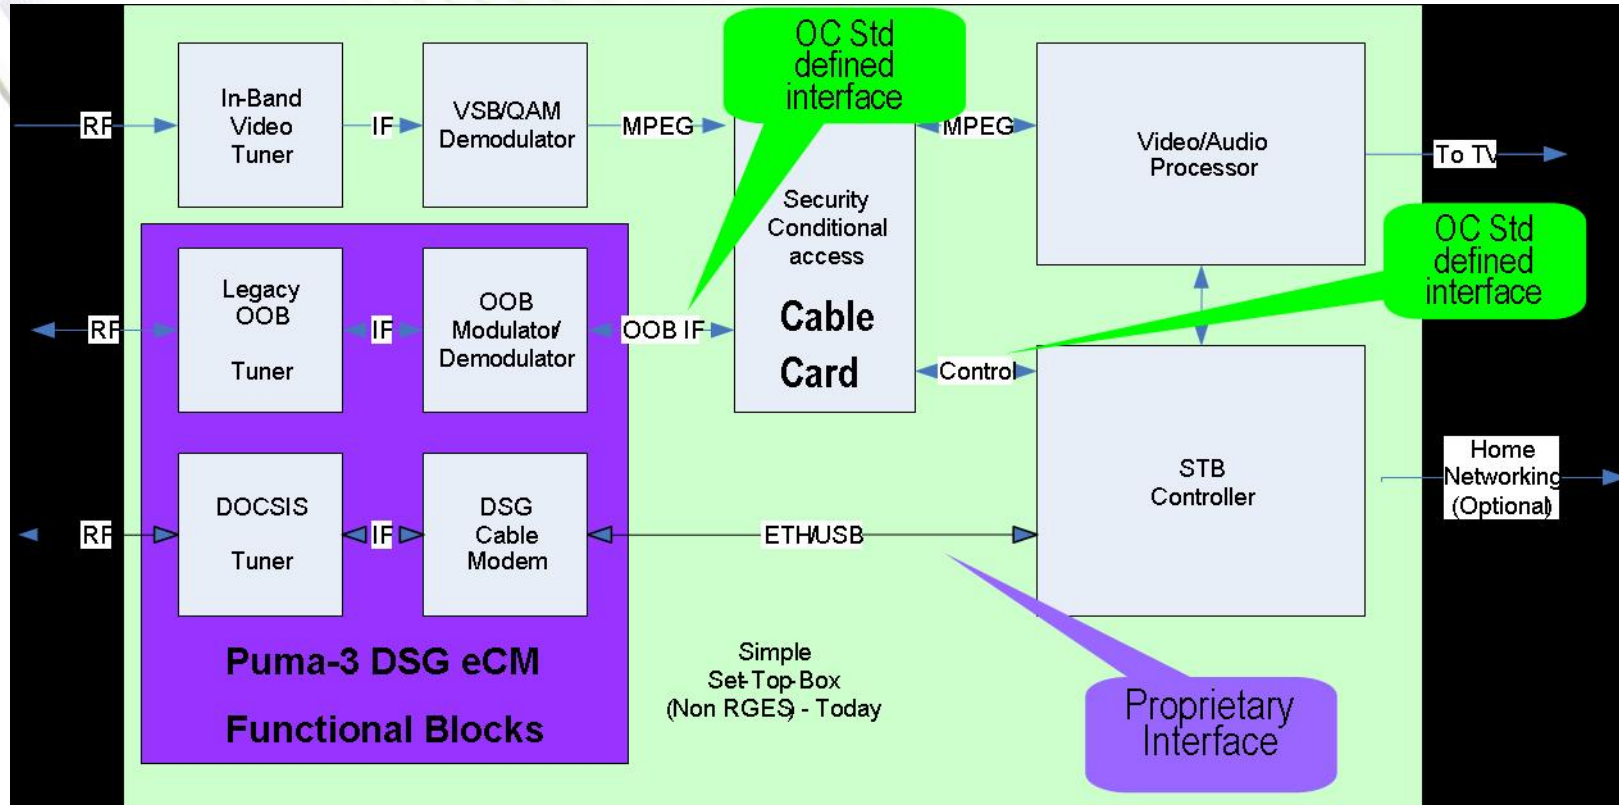 OC Std
defined
interface
In-Band
Video
Tuner
VSB/QAM
Demodulator
RF
IF
MPEG
MPEG
Video/Audio
Processor
To TV
Security
Conditional
access
Cable
Card
OC Std
defined
interface
Legacy
OOB
Tuner
OOB
Modulator/
Demodulator
RF
IF
OOB IF
Control
STB
Controller
Home
Networking
(Optional)
DOCSIS
Tuner
DSG
Cable
Modem
RF
IF
ETH/USB
Puma-3 DSG eCM
Functional Blocks
Simple
Set-Top-Box
(Non RGES) - Today
Proprietary
Interface